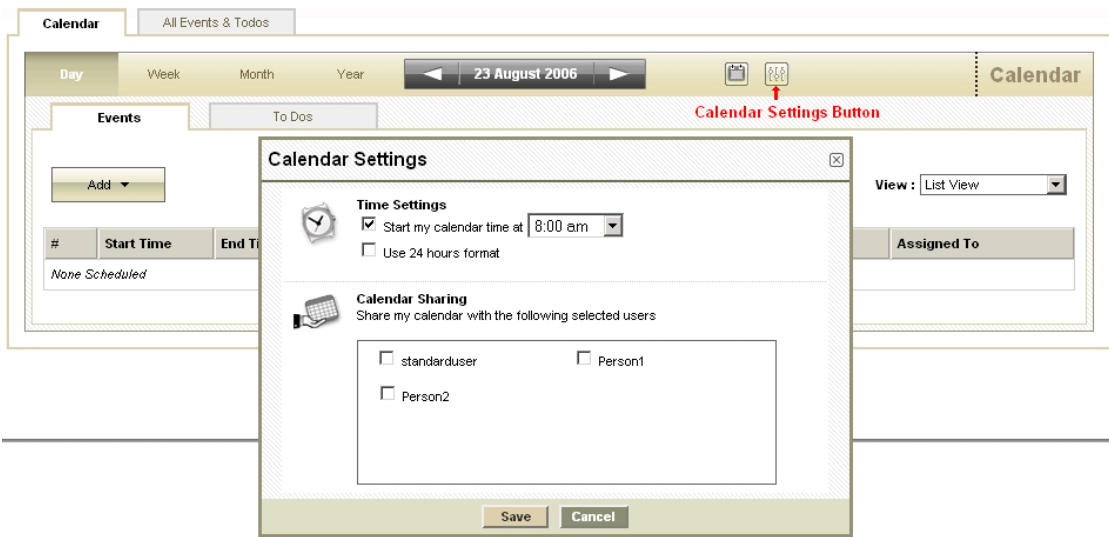 Calendar All Events & Todos
Day Week Month Year 23 August 2006 Calendar
Calendar Settings Button
Events To Dos
Calendar Settings
Add View : List View
Time Settings
Start my calendar time at 8:00 am
Use 24 hours format
# Start Time End Ti Assigned To
None Scheduled
Calendar Sharing
Share my calendar with the following selected users
standarduser Person1
Person2
Save Cancel